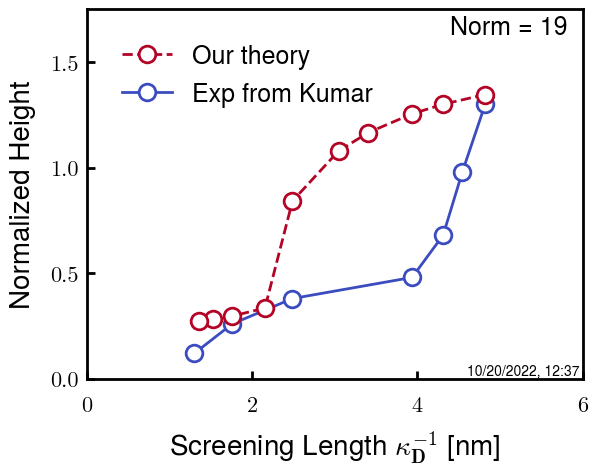 Norm = 19
Our theory
Exp from Kumar
Normalized Height
1.5
1.0
0.5
0.0
10/20/2022, 12:37
0 2 4 6
Screening Length κ_D^{-1} [nm]